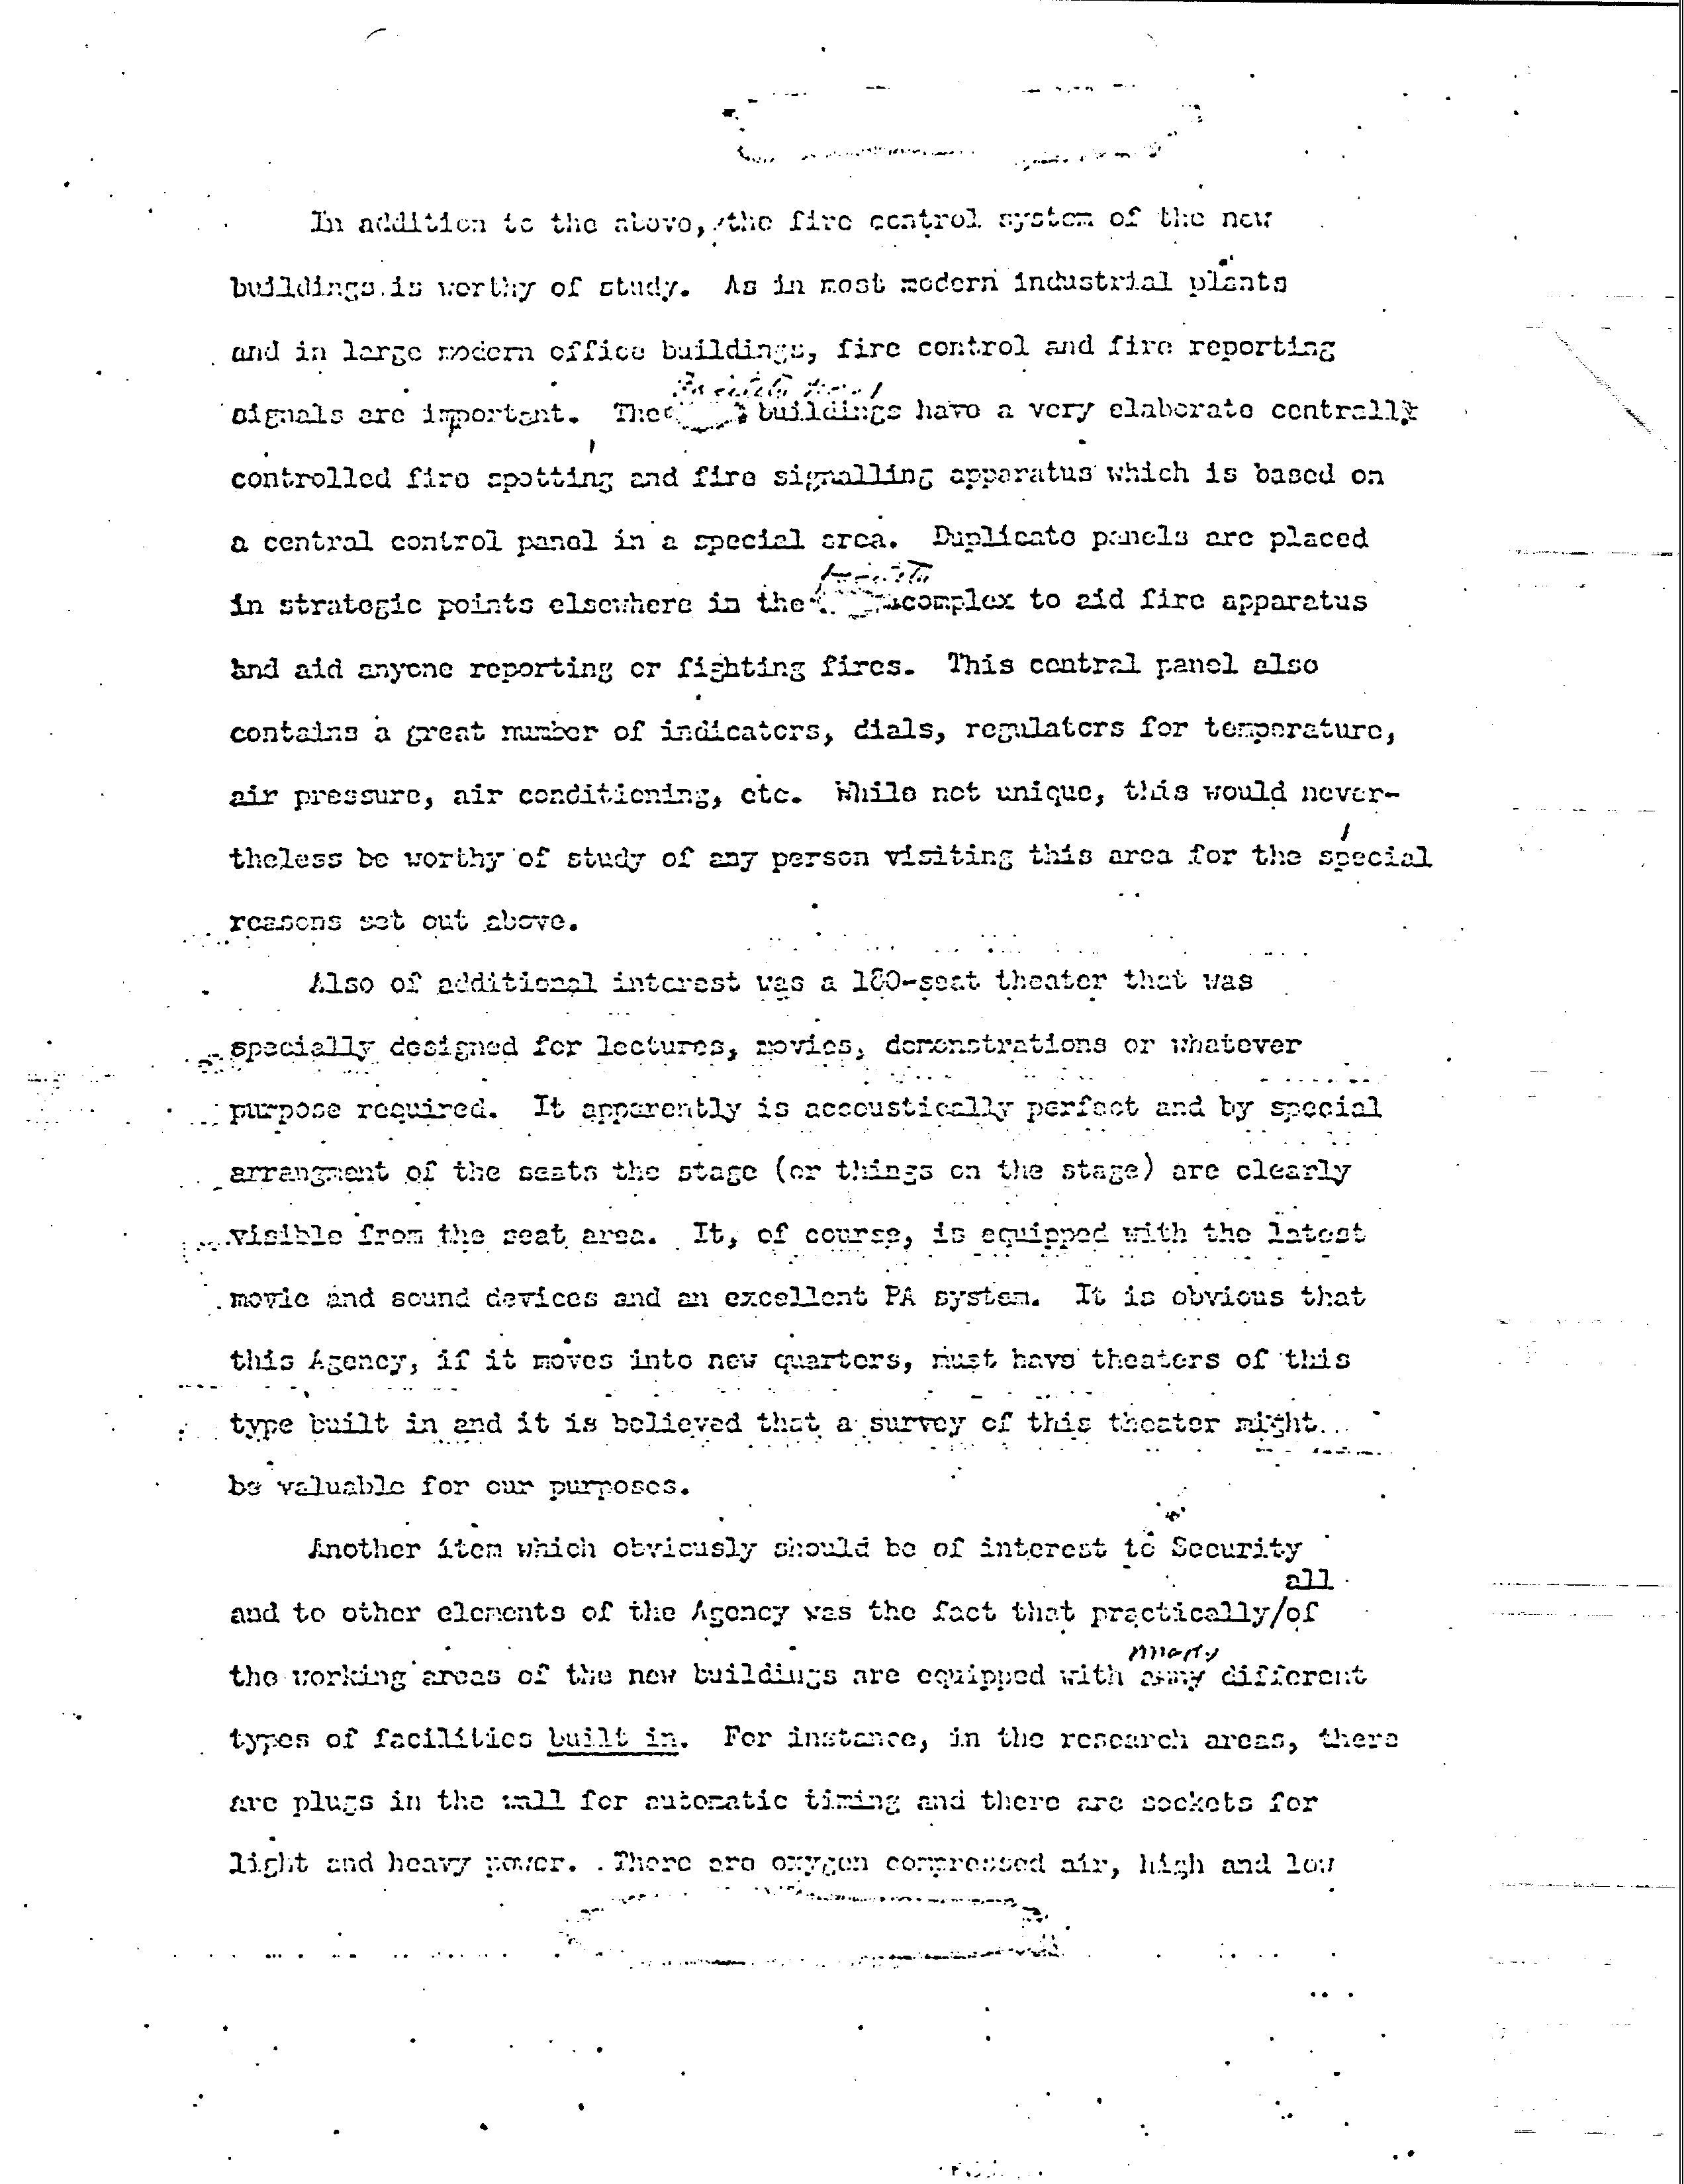 In addition to the above, the fire control system of the new
buildings is worthy of study. As in most modern industrial plants
and in large modern office buildings, fire control and fire reporting
signals are important. The buildings have a very elaborate centrally
controlled fire spotting and fire signalling apparatus which is based on
a central control panel in a special area. Duplicate panels are placed
in strategic points elsewhere in the complex to aid fire apparatus
and aid anyone reporting or fighting fires. This central panel also
contains a great number of indicators, dials, regulators for temperature,
air pressure, air conditioning, etc. While not unique, this would never-
theless be worthy of study of any person visiting this area for the special
reasons set out above.
Also of additional interest was a 180-seat theater that was
specially designed for lectures, movies, demonstrations or whatever
purpose required. It apparently is accoustically perfect and by special
arrangment of the seats the stage (or things on the stage) are clearly
visible from the seat area. It, of course, is equipped with the latest
movie and sound devices and an excellent PA system. It is obvious that
this Agency, if it moves into new quarters, must have theaters of this
type built in and it is believed that a survey of this theater might
be valuable for our purposes.
Another item which obviously should be of interest to Security
all
and to other elements of the Agency was the fact that practically/of
many
the working areas of the new buildings are equipped with many different
types of facilities built in. For instance, in the research areas, there
are plugs in the wall for automatic timing and there are sockets for
light and heavy power. There are oxygen compressed air, high and low